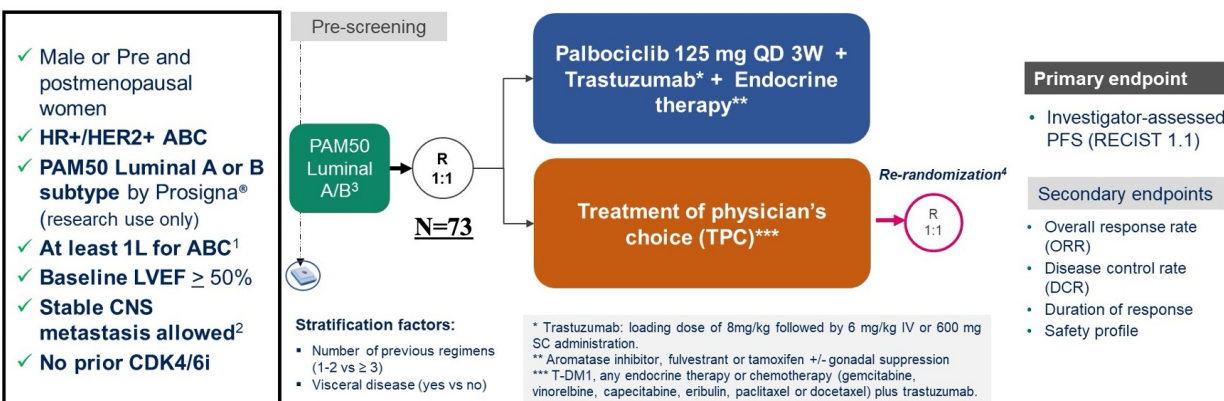 ✓ Male or Pre and
postmenopausal
women
✓ HR+/HER2+ ABC
✓ PAM50 Luminal A or B
subtype by Prosigna®
(research use only)
✓ At least 1L for ABC¹
✓ Baseline LVEF ≥ 50%
✓ Stable CNS
metastasis allowed²
✓ No prior CDK4/6i
Pre-screening
PAM50
Luminal
A/B³
R
1:1
N=73
Palbociclib 125 mg QD 3W +
Trastuzumab* + Endocrine
therapy**
Treatment of physician's
choice (TPC)***
Re-randomization⁴
R
1:1
Stratification factors:
▪ Number of previous regimens
(1-2 vs ≥ 3)
▪ Visceral disease (yes vs no)
* Trastuzumab: loading dose of 8mg/kg followed by 6 mg/kg IV or 600 mg
SC administration.
** Aromatase inhibitor, fulvestrant or tamoxifen +/- gonadal suppression
*** T-DM1, any endocrine therapy or chemotherapy (gemcitabine,
vinorelbine, capecitabine, eribulin, paclitaxel or docetaxel) plus trastuzumab.
Primary endpoint
• Investigator-assessed
PFS (RECIST 1.1)
Secondary endpoints
• Overall response rate
(ORR)
• Disease control rate
(DCR)
• Duration of response
• Safety profile